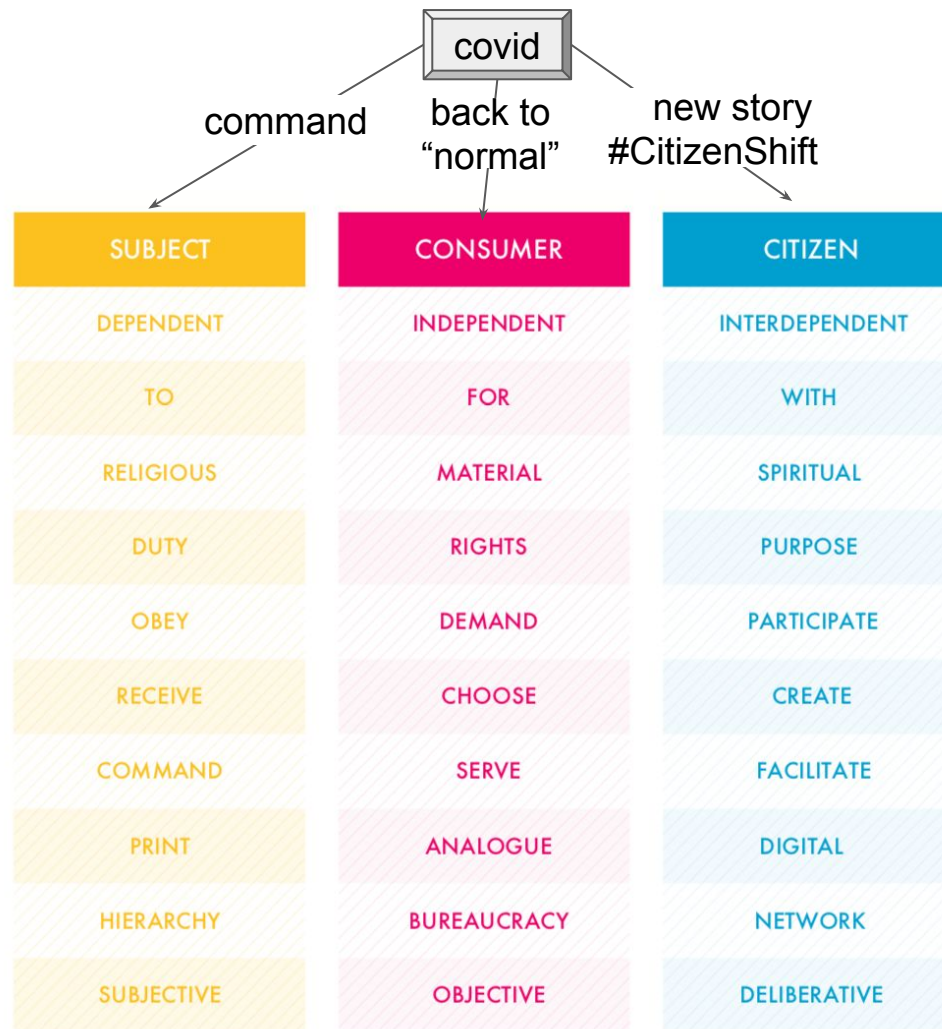 covid
command
back to
“normal”
new story
#CitizenShift
SUBJECT CONSUMER CITIZEN
DEPENDENT INDEPENDENT INTERDEPENDENT
TO FOR WITH
RELIGIOUS MATERIAL SPIRITUAL
DUTY RIGHTS PURPOSE
OBEY DEMAND PARTICIPATE
RECEIVE CHOOSE CREATE
COMMAND SERVE FACILITATE
PRINT ANALOGUE DIGITAL
HIERARCHY BUREAUCRACY NETWORK
SUBJECTIVE OBJECTIVE DELIBERATIVE